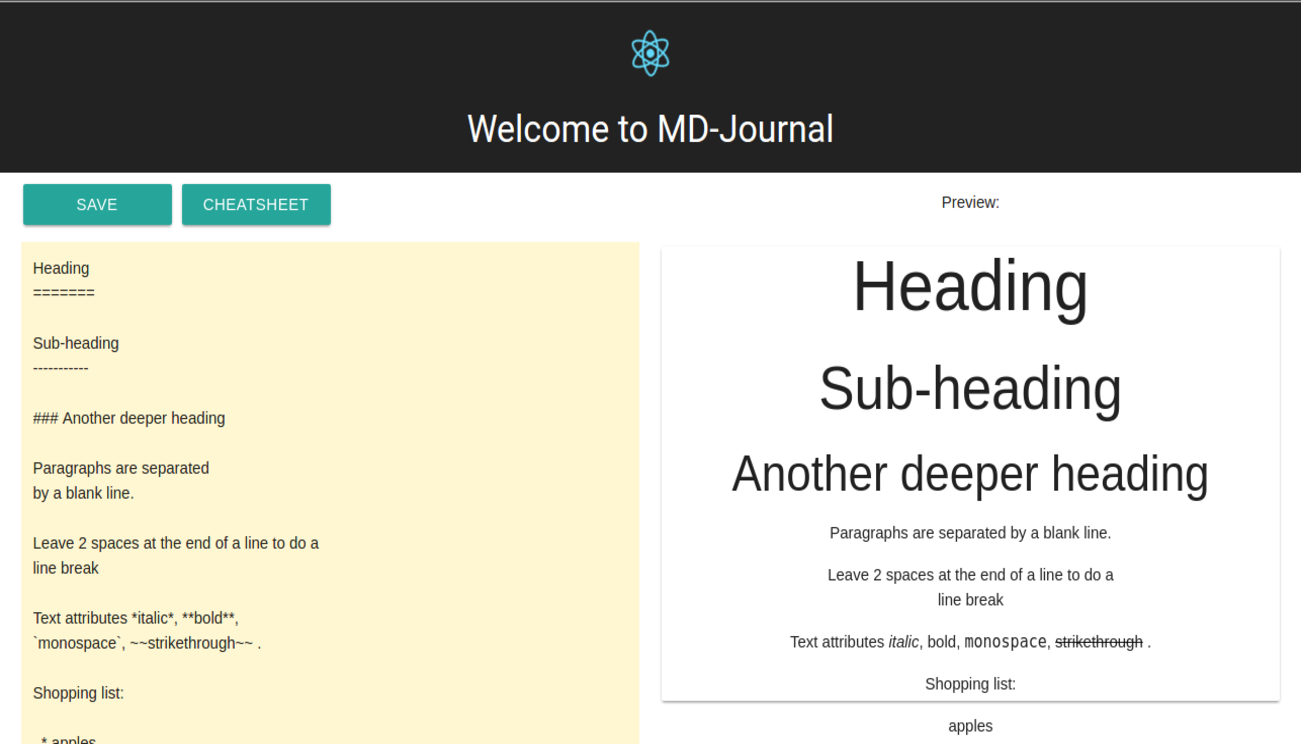 Welcome to MD-Journal
SAVE
CHEATSHEET
Preview:
Heading
=======
Sub-heading
-----------
### Another deeper heading
Paragraphs are separated
by a blank line.
Leave 2 spaces at the end of a line to do a
line break
Text attributes *italic*, **bold**,
`monospace`, ~~strikethrough~~ .
Shopping list:
* apples
Heading
Sub-heading
Another deeper heading
Paragraphs are separated by a blank line.
Leave 2 spaces at the end of a line to do a
line break
Text attributes italic, bold, monospace, strikethrough .
Shopping list:
apples